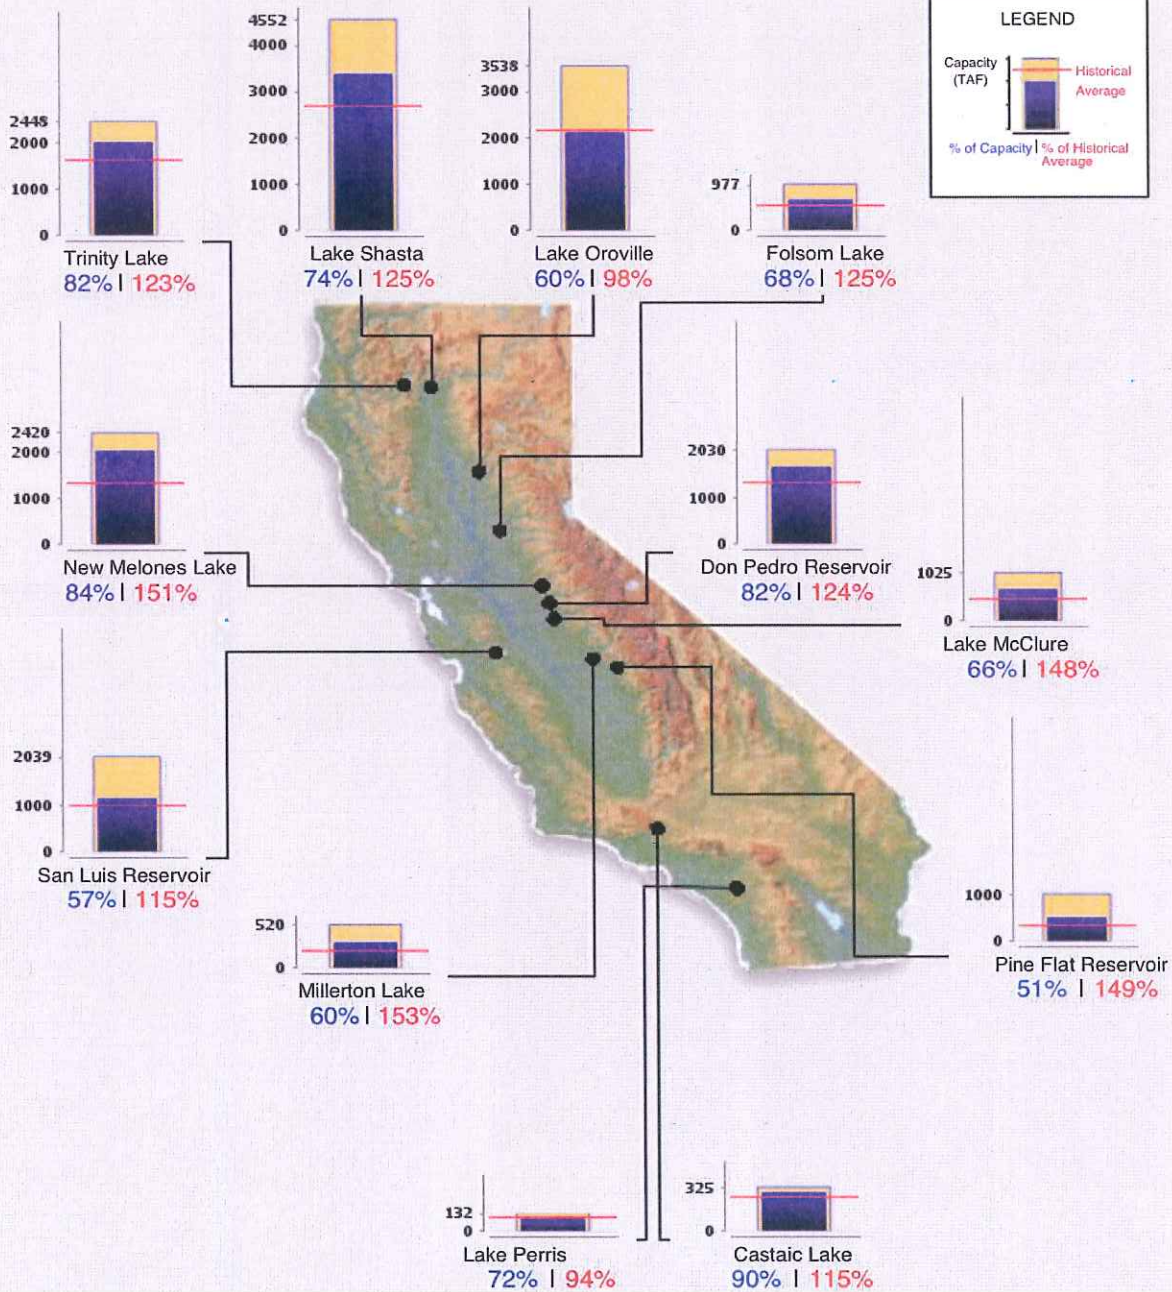 LEGEND
Capacity
(TAF)
Historical
Average
% of Capacity | % of Historical
Average
2448
2000
1000
0
Trinity Lake
82% | 123%
4552
4000
3000
2000
1000
0
Lake Shasta
74% | 125%
3538
3000
2000
1000
0
Lake Oroville
60% | 98%
977
0
Folsom Lake
68% | 125%
2420
2000
1000
0
New Melones Lake
84% | 151%
2030
1000
0
Don Pedro Reservoir
82% | 124%
1025
0
Lake McClure
66% | 148%
2039
1000
0
San Luis Reservoir
57% | 115%
520
0
Millerton Lake
60% | 153%
1000
0
Pine Flat Reservoir
51% | 149%
132
0
Lake Perris
72% | 94%
325
0
Castaic Lake
90% | 115%